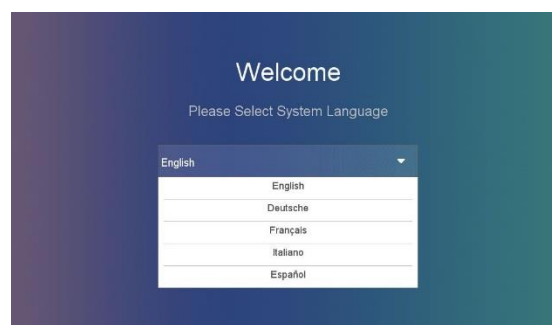 Welcome
Please Select System Language
English
English
Deutsche
Français
Italiano
Español